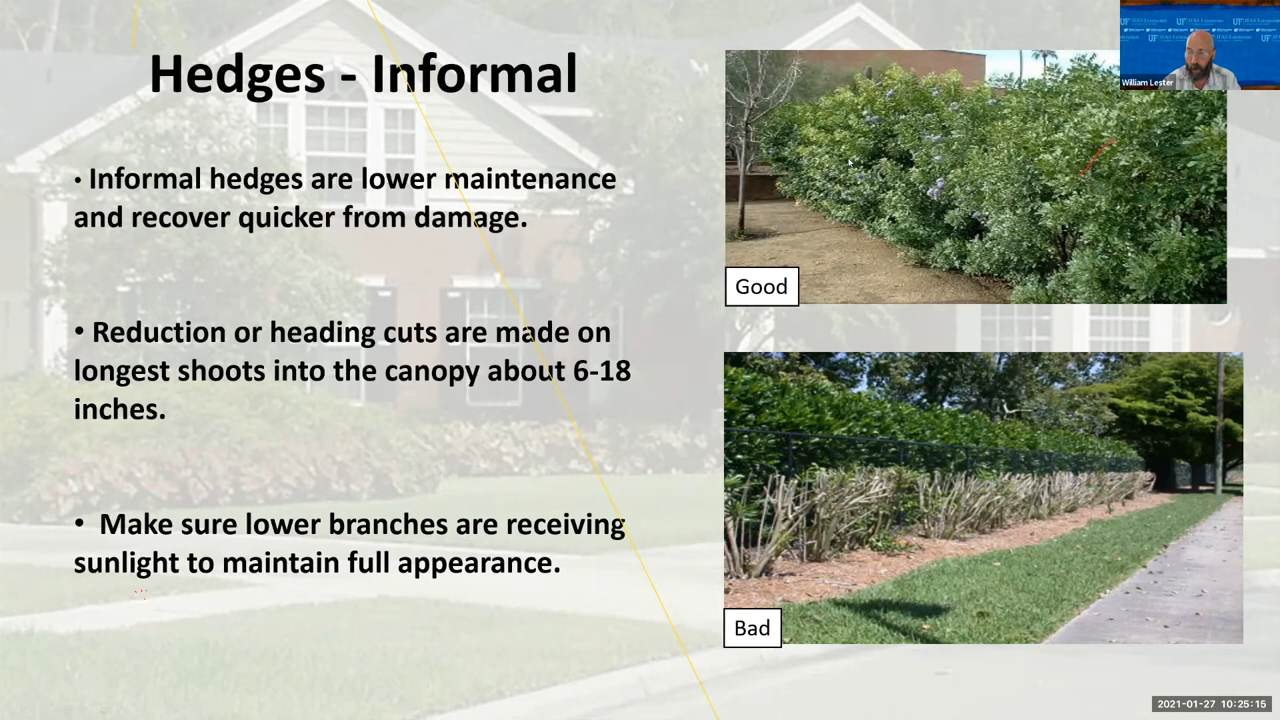 Hedges - Informal
• Informal hedges are lower maintenance
and recover quicker from damage.
• Reduction or heading cuts are made on
longest shoots into the canopy about 6-18
inches.
• Make sure lower branches are receiving
sunlight to maintain full appearance.
Good
Bad
William Lester
2021-01-27 10:25:15